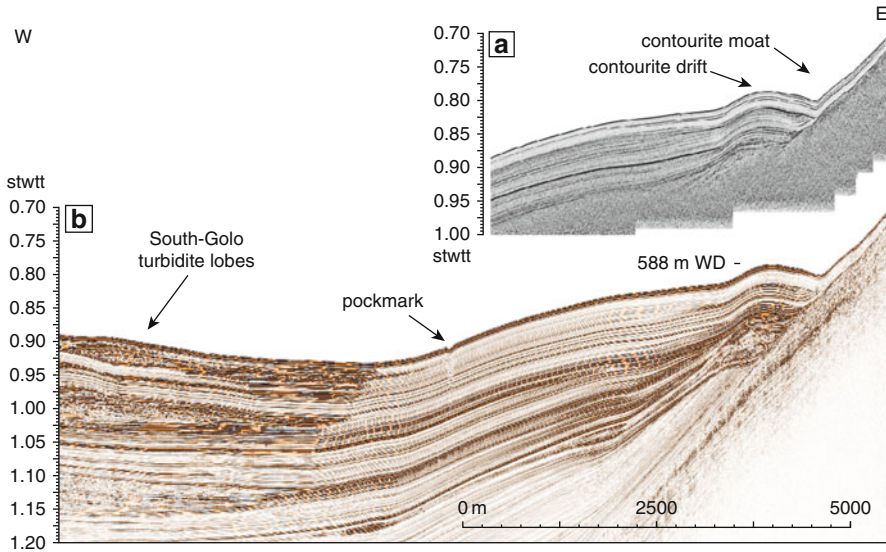 W
E
a
0.70
0.75
0.80
0.85
0.90
0.95
1.00
stwtt
contourite moat
contourite drift
stwtt
0.70
0.75
0.80
0.85
0.90
0.95
1.00
1.05
1.10
1.15
1.20
b
South-Golo
turbidite lobes
pockmark
588 m WD -
0 m 2500 5000